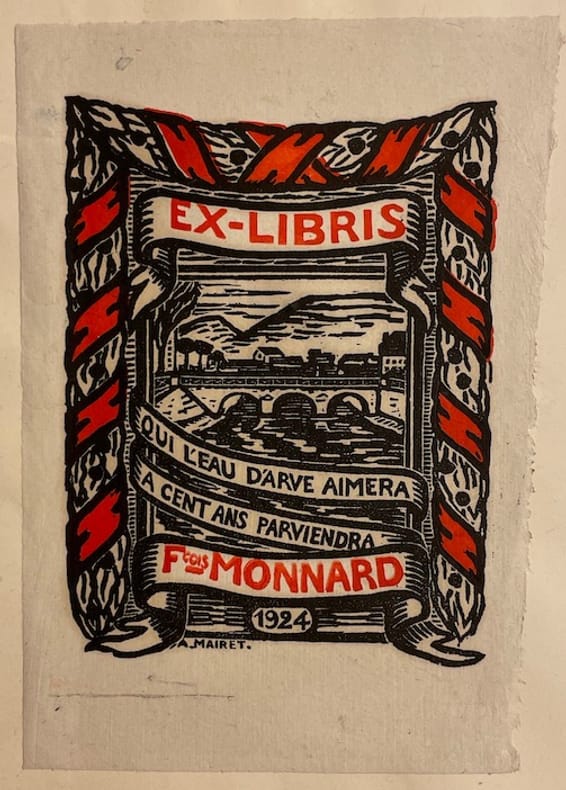 EX-LIBRIS
QUI L'EAU D'ARVE AIMERA
A CENT ANS PARVIENDRA
Fçois MONNARD
1924
A. MAIRET.